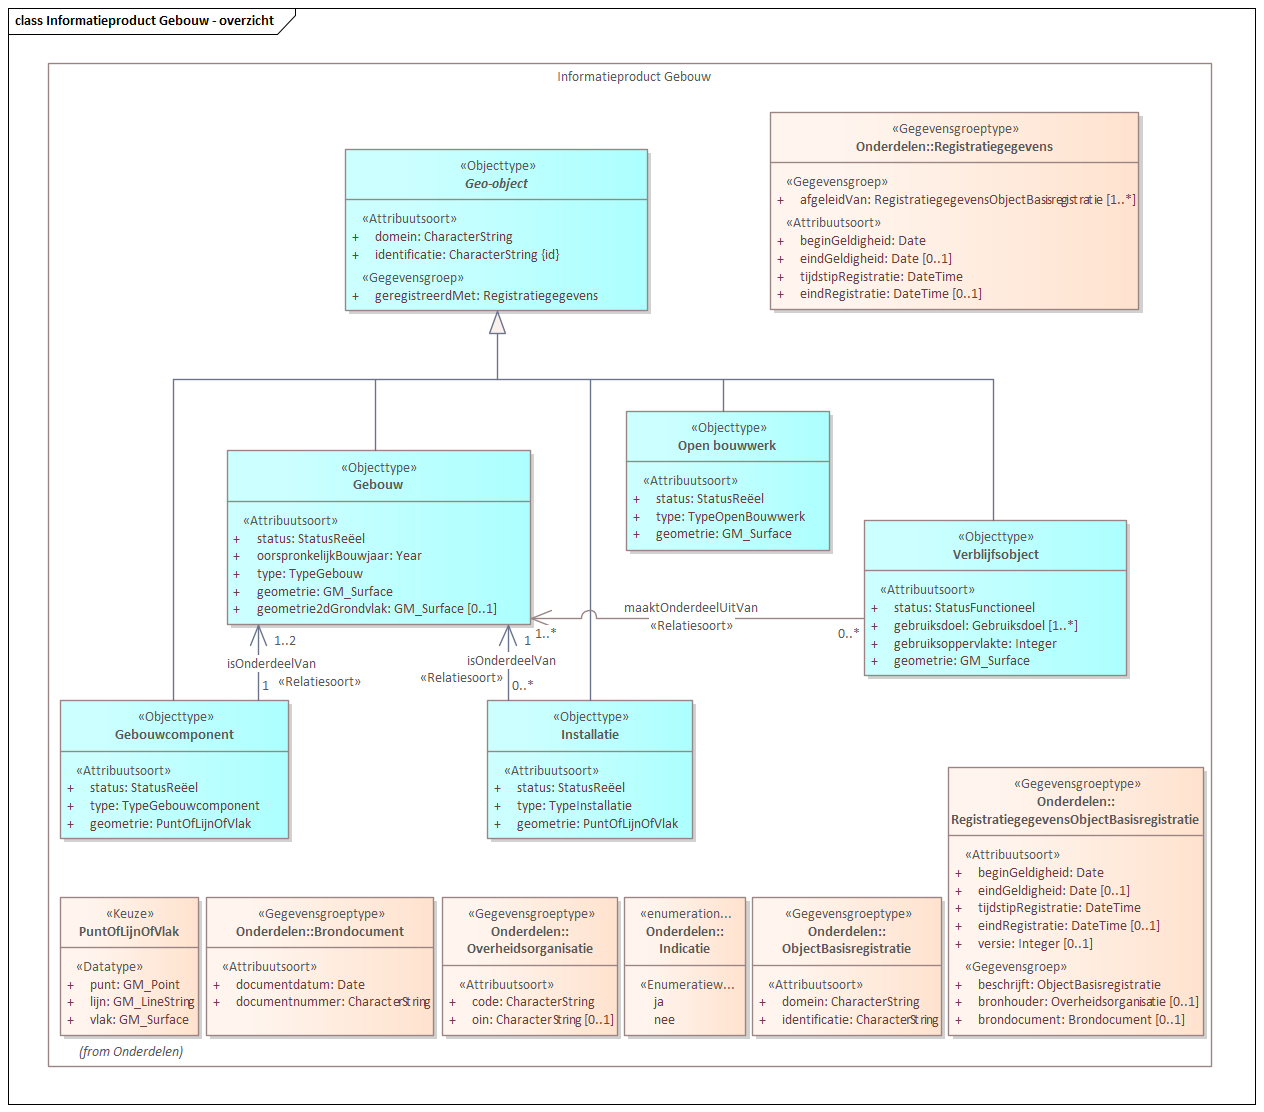 class Informatieproduct Gebouw - overzicht
Informatieproduct Gebouw
«Objecttype»
Geo-object
«Attribuutsoort»
+ domein: CharacterString
+ identificatie: CharacterString {id}
«Gegevensgroep»
+ geregistreerdMet: Registratiegegevens
«Gegevensgroeptype»
Onderdelen::Registratiegegevens
«Gegevensgroep»
+ afgeleidVan: RegistratiegegevensObjectBasisregistratie [1..*]
«Attribuutsoort»
+ beginGeldigheid: Date
+ eindGeldigheid: Date [0..1]
+ tijdstipRegistratie: DateTime
+ eindRegistratie: DateTime [0..1]
«Objecttype»
Gebouw
«Attribuutsoort»
+ status: StatusReëel
+ oorspronkelijkBouwjaar: Year
+ type: TypeGebouw
+ geometrie: GM_Surface
+ geometrie2dGrondvlak: GM_Surface [0..1]
«Objecttype»
Open bouwwerk
«Attribuutsoort»
+ status: StatusReëel
+ type: TypeOpenBouwwerk
+ geometrie: GM_Surface
«Objecttype»
Verblijfsobject
«Attribuutsoort»
+ status: StatusFunctioneel
+ gebruiksdoel: Gebruiksdoel [1..*]
+ gebruiksoppervlakte: Integer
+ geometrie: GM_Surface
maaktOnderdeelUitVan
«Relatiesoort»
1..*
0..*
1..2
isOnderdeelVan
«Relatiesoort»
1
1
isOnderdeelVan
«Relatiesoort»
0..*
«Objecttype»
Gebouwcomponent
«Attribuutsoort»
+ status: StatusReëel
+ type: TypeGebouwcomponent
+ geometrie: PuntOfLijnOfVlak
«Objecttype»
Installatie
«Attribuutsoort»
+ status: StatusReëel
+ type: TypeInstallatie
+ geometrie: PuntOfLijnOfVlak
«Gegevensgroeptype»
Onderdelen::
RegistratiegegevensObjectBasisregistratie
«Attribuutsoort»
+ beginGeldigheid: Date
+ eindGeldigheid: Date [0..1]
+ tijdstipRegistratie: DateTime
+ eindRegistratie: DateTime [0..1]
+ versie: Integer [0..1]
«Gegevensgroep»
+ beschrijft: ObjectBasisregistratie
+ bronhouder: Overheidsorganisatie [0..1]
+ brondocument: Brondocument [0..1]
«Keuze»
PuntOfLijnOfVlak
«Datatype»
+ punt: GM_Point
+ lijn: GM_LineString
+ vlak: GM_Surface
(from Onderdelen)
«Gegevensgroeptype»
Onderdelen::Brondocument
«Attribuutsoort»
+ documentdatum: Date
+ documentnummer: CharacterString
«Gegevensgroeptype»
Onderdelen::
Overheidsorganisatie
«Attribuutsoort»
+ code: CharacterString
+ oin: CharacterString [0..1]
«enumeration...
Onderdelen::
Indicatie
«Enumeratiew...
ja
nee
«Gegevensgroeptype»
Onderdelen::
ObjectBasisregistratie
«Attribuutsoort»
+ domein: CharacterString
+ identificatie: CharacterString